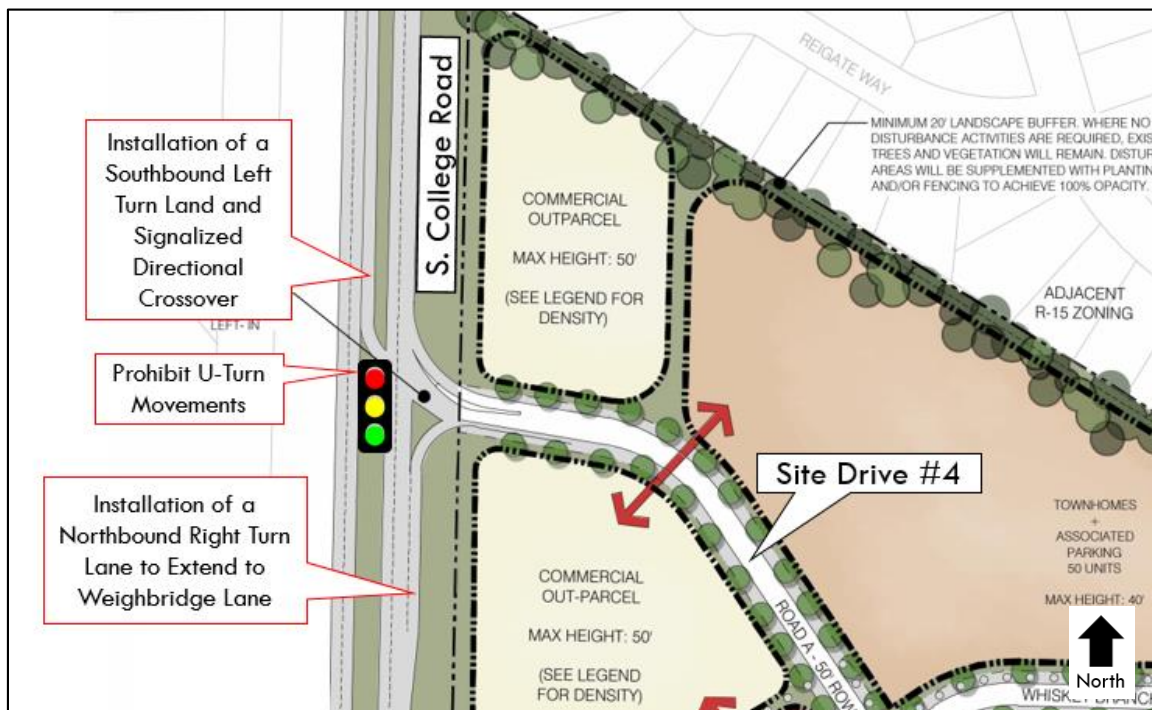 Installation of a
Southbound Left
Turn Land and
Signalized
Directional
Crossover
LEFT- IN
Prohibit U-Turn
Movements
Installation of a
Northbound Right Turn
Lane to Extend to
Weighbridge Lane
S. College Road
COMMERCIAL
OUTPARCEL
MAX HEIGHT: 50'
(SEE LEGEND FOR
DENSITY)
REIGATE WAY
MINIMUM 20' LANDSCAPE BUFFER. WHERE NO
DISTURBANCE ACTIVITIES ARE REQUIRED, EXIS
TREES AND VEGETATION WILL REMAIN. DISTUR
AREAS WILL BE SUPPLEMENTED WITH PLANTIN
AND/OR FENCING TO ACHIEVE 100% OPACITY.
ADJACENT
R-15 ZONING
Site Drive #4
COMMERCIAL
OUT-PARCEL
MAX HEIGHT: 50'
(SEE LEGEND
FOR DENSITY)
ROAD A - 50' ROW
TOWNHOMES
+
ASSOCIATED
PARKING
50 UNITS
MAX HEIGHT: 40'
North
WHISKEY BRANCH